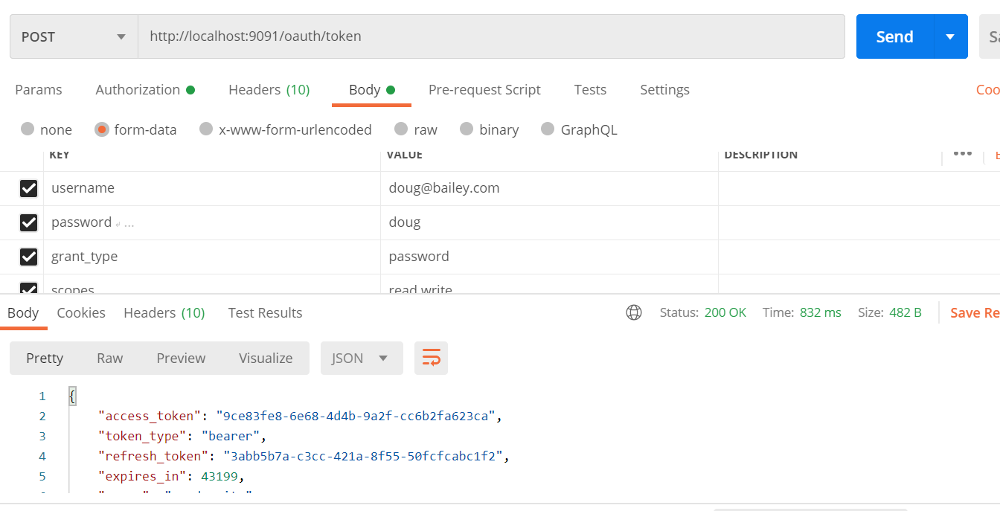 POST http://localhost:9091/oauth/token Send
Params Authorization Headers (10) Body Pre-request Script Tests Settings
none form-data x-www-form-urlencoded raw binary GraphQL
KEY VALUE DESCRIPTION •••
username doug@bailey.com
password ↲ ... doug
grant_type password
scopes read write
Body Cookies Headers (10) Test Results Status: 200 OK Time: 832 ms Size: 482 B Save Re
Pretty Raw Preview Visualize JSON
1 {
2 "access_token": "9ce83fe8-6e68-4d4b-9a2f-cc6b2fa623ca",
3 "token_type": "bearer",
4 "refresh_token": "3abb5b7a-c3cc-421a-8f55-50fcfcabc1f2",
5 "expires_in": 43199,